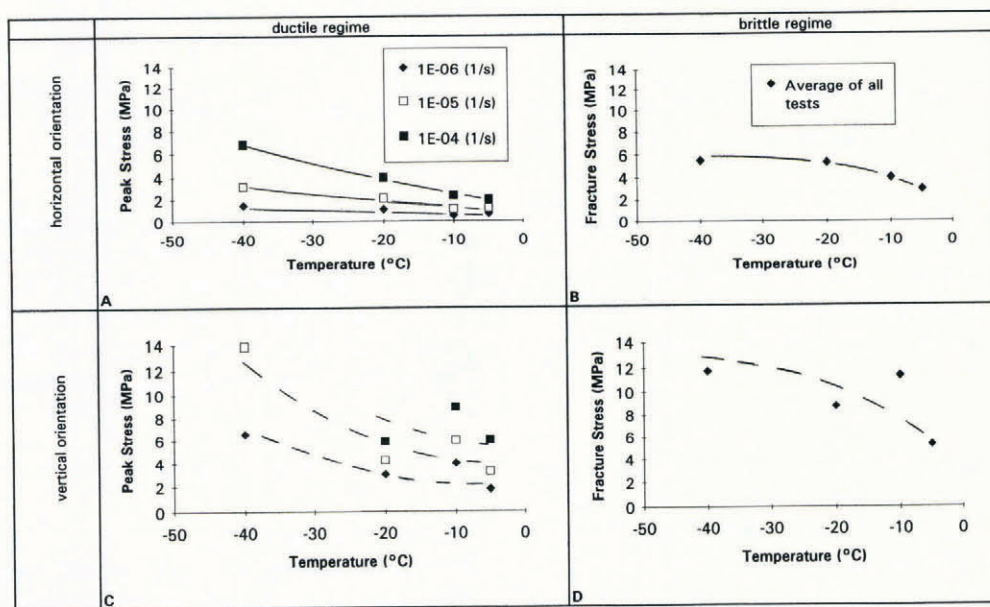 ductile regime
brittle regime
horizontal orientation
Peak Stress (MPa)
14
12
10
8
6
4
2
0
-50 -40 -30 -20 -10 0
Temperature (°C)
1E-06 (1/s)
1E-05 (1/s)
1E-04 (1/s)
A
Fracture Stress (MPa)
14
12
10
8
6
4
2
0
-50 -40 -30 -20 -10 0
Temperature (°C)
Average of all
tests
B
vertical orientation
Peak Stress (MPa)
14
12
10
8
6
4
2
0
-50 -40 -30 -20 -10 0
Temperature (°C)
C
Fracture Stress (MPa)
14
12
10
8
6
4
2
0
-50 -40 -30 -20 -10 0
Temperature (°C)
D